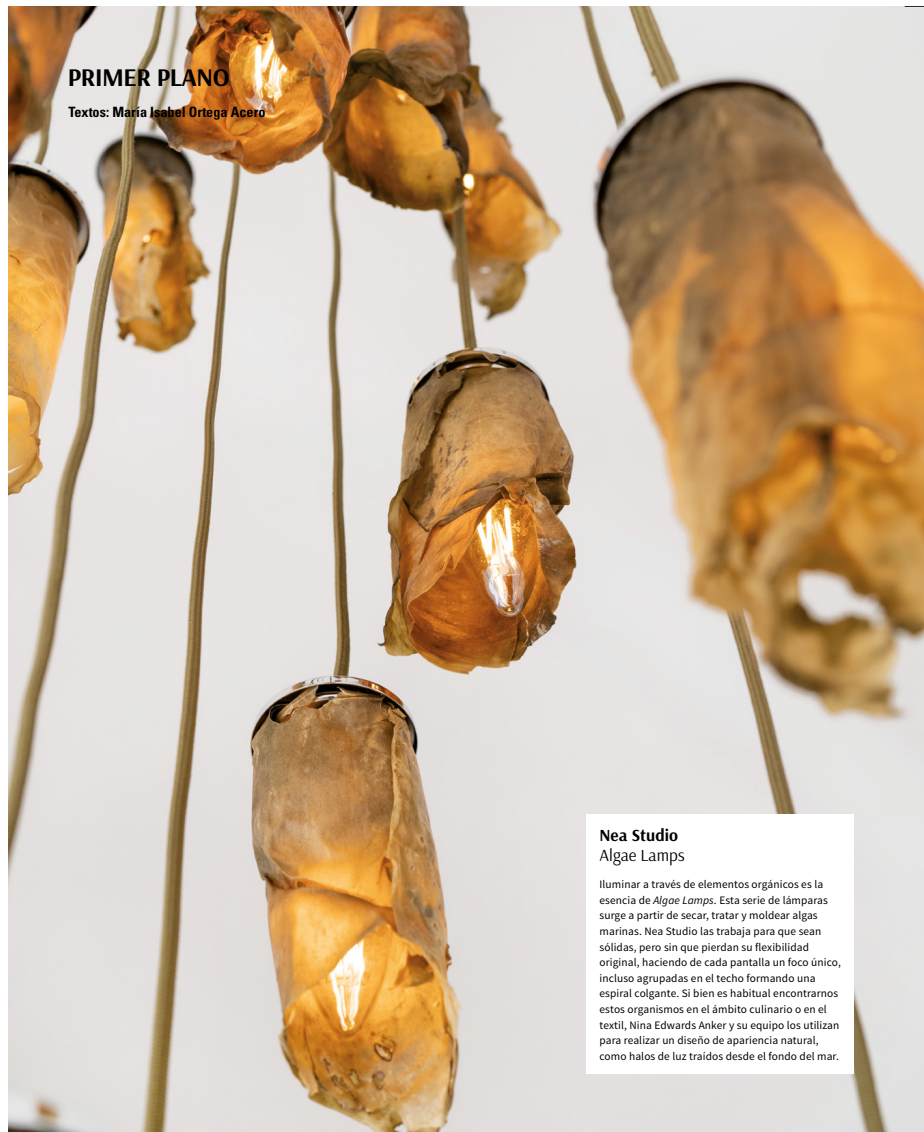 PRIMER PLANO
Textos: María Isabel Ortega Acero
Nea Studio
Algae Lamps
Iluminar a través de elementos orgánicos es la
esencia de Algae Lamps. Esta serie de lámparas
surge a partir de secar, tratar y moldear algas
marinas. Nea Studio las trabaja para que sean
sólidas, pero sin que pierdan su flexibilidad
original, haciendo de cada pantalla un foco único,
incluso agrupadas en el techo formando una
espiral colgante. Si bien es habitual encontrarnos
estos organismos en el ámbito culinario o en el
textil, Nina Edwards Anker y su equipo los utilizan
para realizar un diseño de apariencia natural,
como halos de luz traídos desde el fondo del mar.